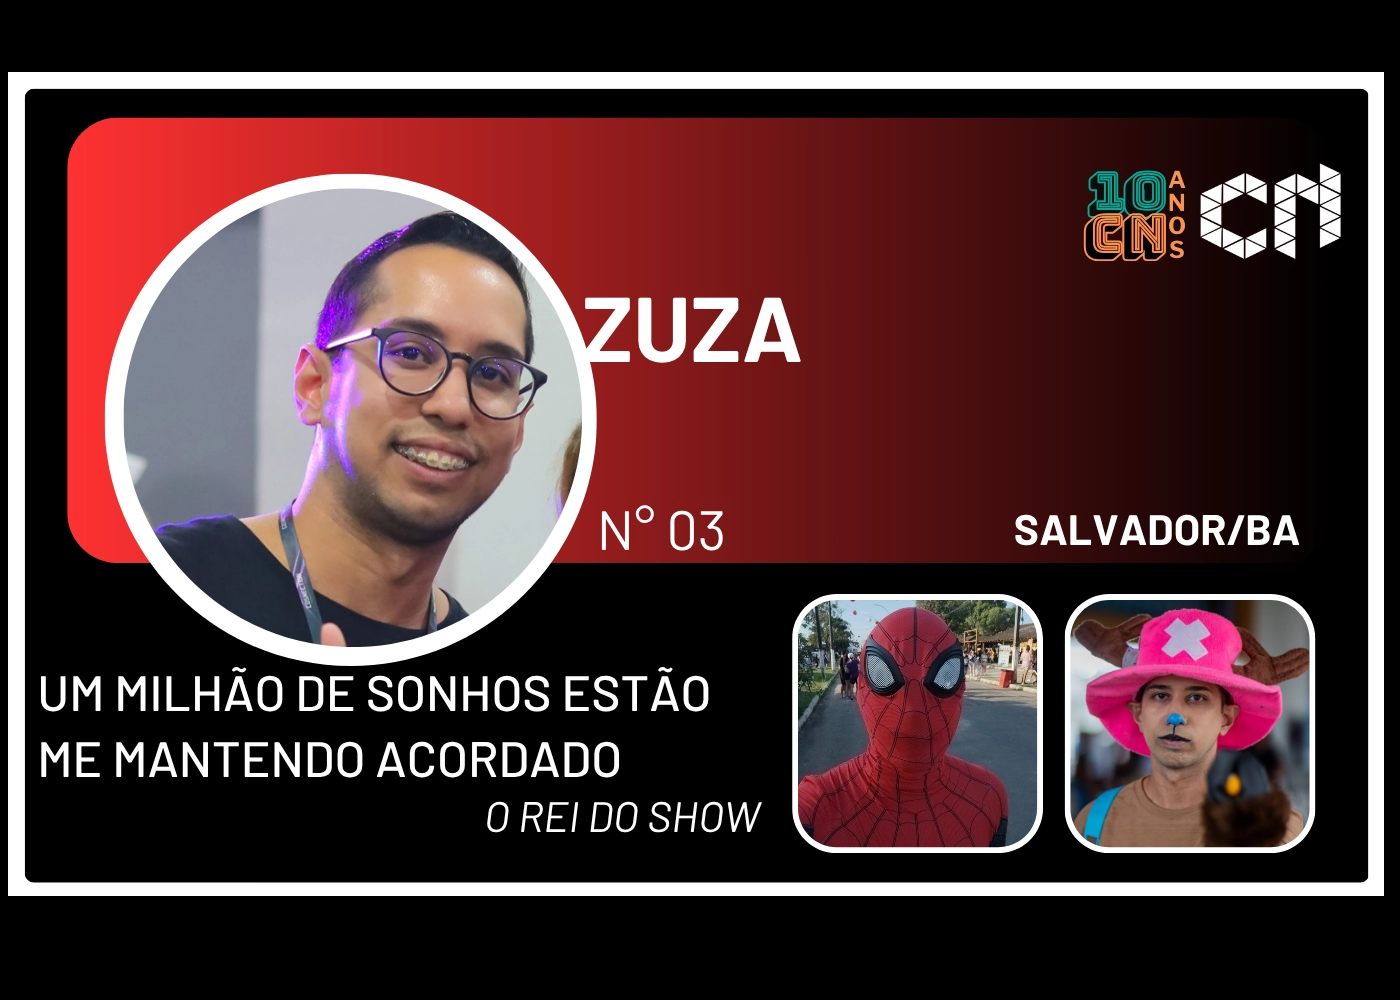 10
CN
ANOS
cn
ZUZA
N° 03
SALVADOR/BA
UM MILHÃO DE SONHOS ESTÃO
ME MANTENDO ACORDADO
O REI DO SHOW